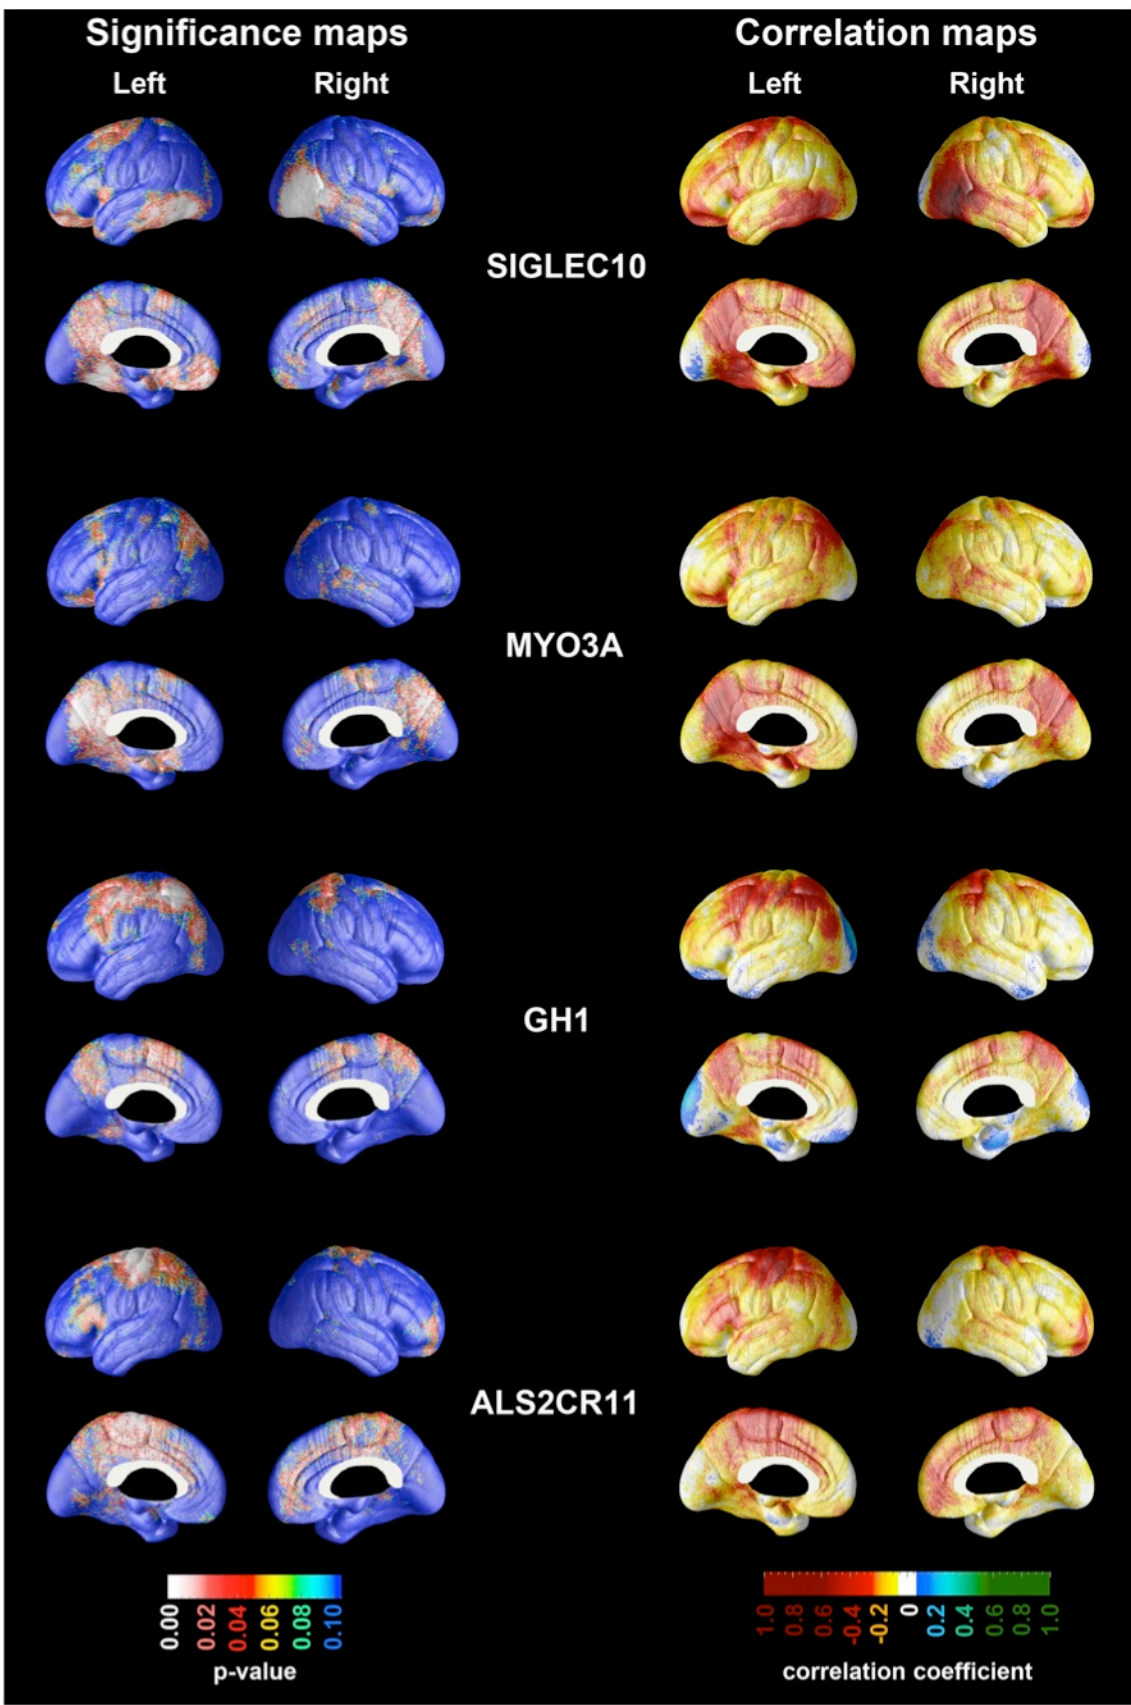 Significance maps
Correlation maps
Left
Right
Left
Right
SIGLEC10
MYO3A
GH1
ALS2CR11
0.00
0.02
0.04
0.06
0.08
0.10
p-value
1.0
0.8
0.6
-0.4
-0.2
0
0.2
0.4
0.6
0.8
1.0
correlation coefficient